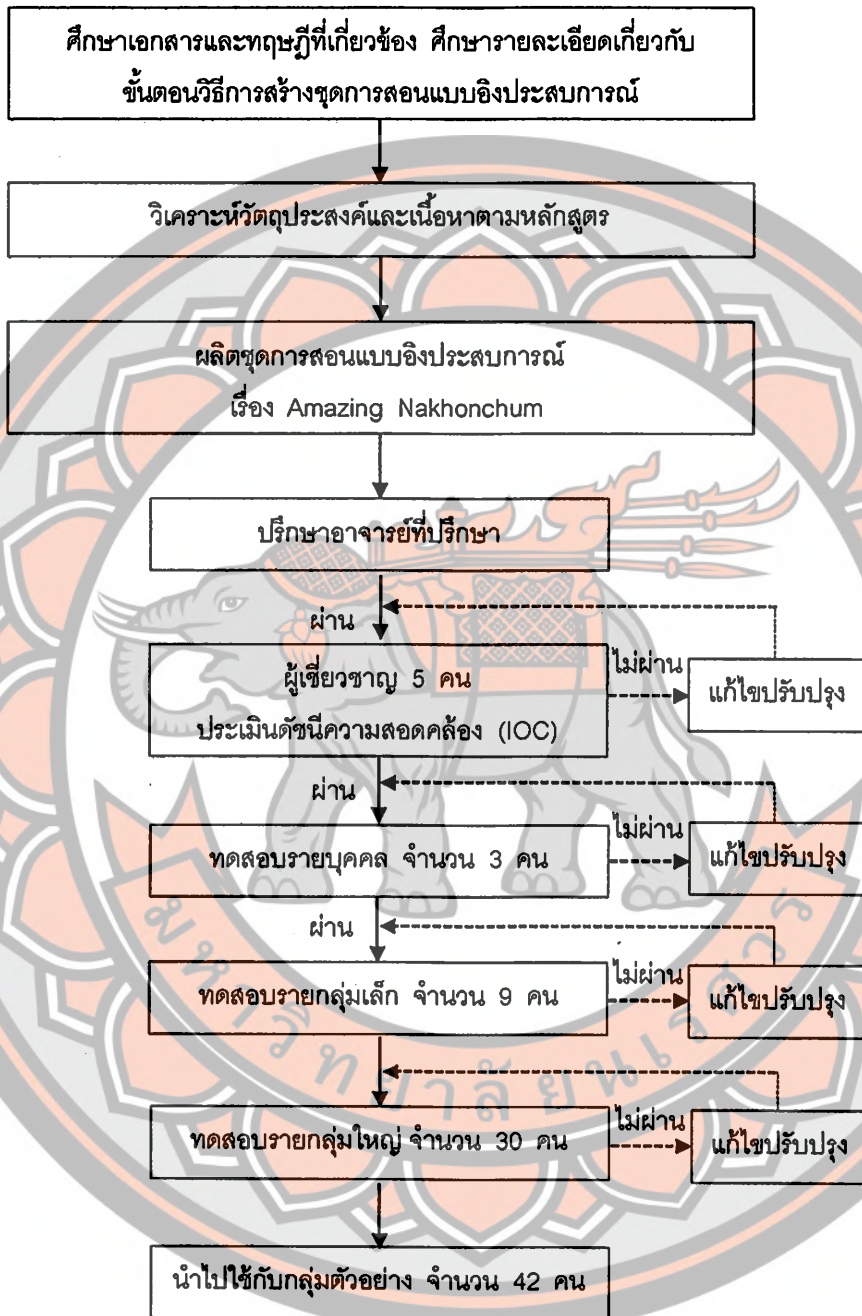 ศึกษาเอกสารและทฤษฎีที่เกี่ยวข้อง ศึกษารายละเอียดเกี่ยวกับ
ขั้นตอนวิธีการสร้างชุดการสอนแบบอิงประสบการณ์
วิเคราะห์วัตถุประสงค์และเนื้อหาตามหลักสูตร
ผลิตชุดการสอนแบบอิงประสบการณ์
เรื่อง Amazing Nakhonchum
ปรึกษาอาจารย์ที่ปรึกษา
ผ่าน
ผู้เชี่ยวชาญ 5 คน
ประเมินดัชนีความสอดคล้อง (IOC)
ไม่ผ่าน
แก้ไขปรับปรุง
ผ่าน
ทดสอบรายบุคคล จำนวน 3 คน
ไม่ผ่าน
แก้ไขปรับปรุง
ผ่าน
ทดสอบรายกลุ่มเล็ก จำนวน 9 คน
ไม่ผ่าน
แก้ไขปรับปรุง
ทดสอบรายกลุ่มใหญ่ จำนวน 30 คน
ไม่ผ่าน
แก้ไขปรับปรุง
นำไปใช้กับกลุ่มตัวอย่าง จำนวน 42 คน
มหาวิทยาลัยนเรศวร